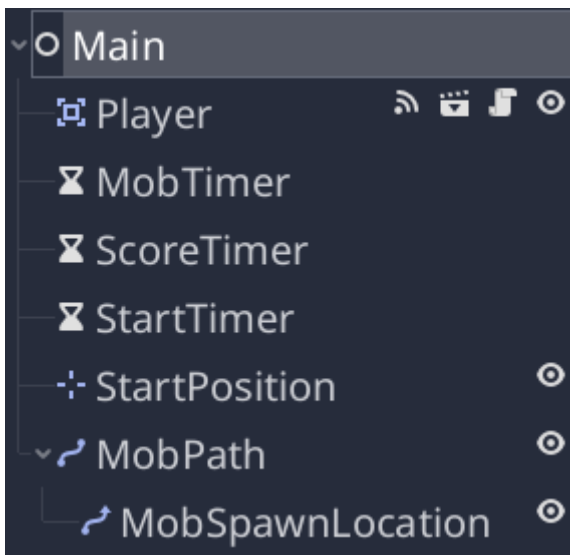 Main
Player
MobTimer
ScoreTimer
StartTimer
StartPosition
MobPath
MobSpawnLocation